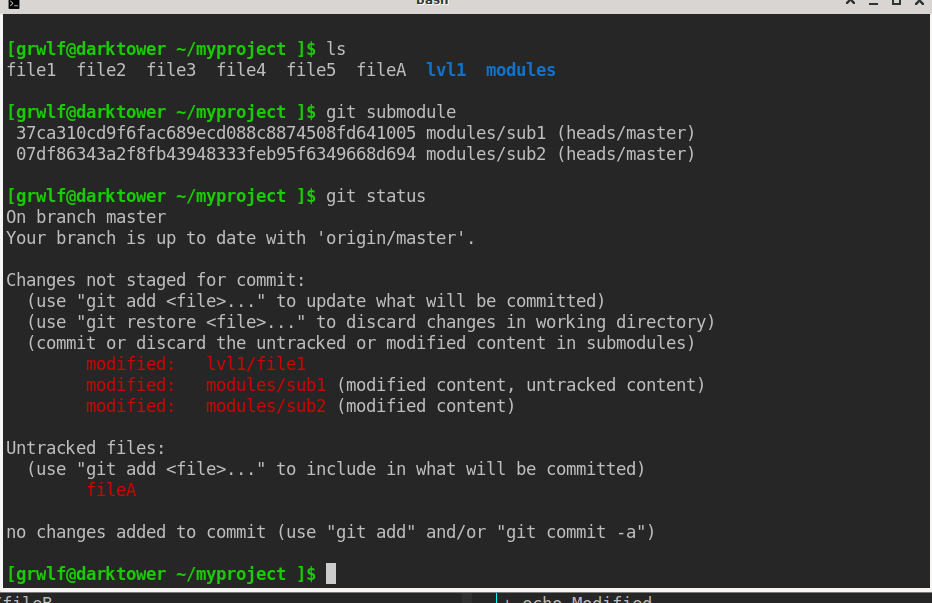 Bash
[grwlf@darktower ~/myproject ]$ ls
file1  file2  file3  file4  file5  fileA  lvl1  modules
[grwlf@darktower ~/myproject ]$ git submodule
 37ca310cd9f6fac689ecd088c8874508fd641005 modules/sub1 (heads/master)
 07df86343a2f8fb43948333feb95f6349668d694 modules/sub2 (heads/master)
[grwlf@darktower ~/myproject ]$ git status
On branch master
Your branch is up to date with 'origin/master'.
Changes not staged for commit:
  (use "git add <file>..." to update what will be committed)
  (use "git restore <file>..." to discard changes in working directory)
  (commit or discard the untracked or modified content in submodules)
        modified:   lvl1/file1
        modified:   modules/sub1 (modified content, untracked content)
        modified:   modules/sub2 (modified content)
Untracked files:
  (use "git add <file>..." to include in what will be committed)
        fileA
no changes added to commit (use "git add" and/or "git commit -a")
[grwlf@darktower ~/myproject ]$
+ echo Modified